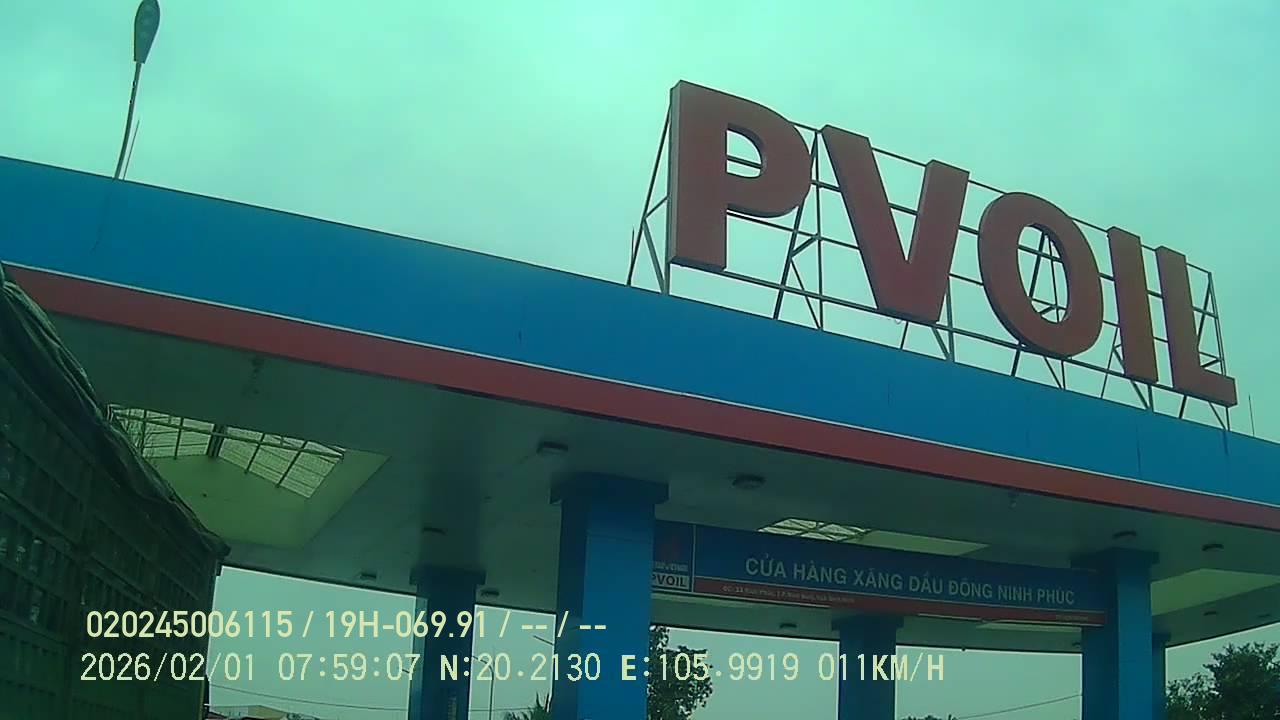 PVOIL
PVOIL
CỬA HÀNG XĂNG DẦU ĐÔNG NINH PHÚC
020245006115 / 19H-069.91 / -- / --
2026/02/01 07:59:07 N:20.2130 E:105.9919 011KM/H